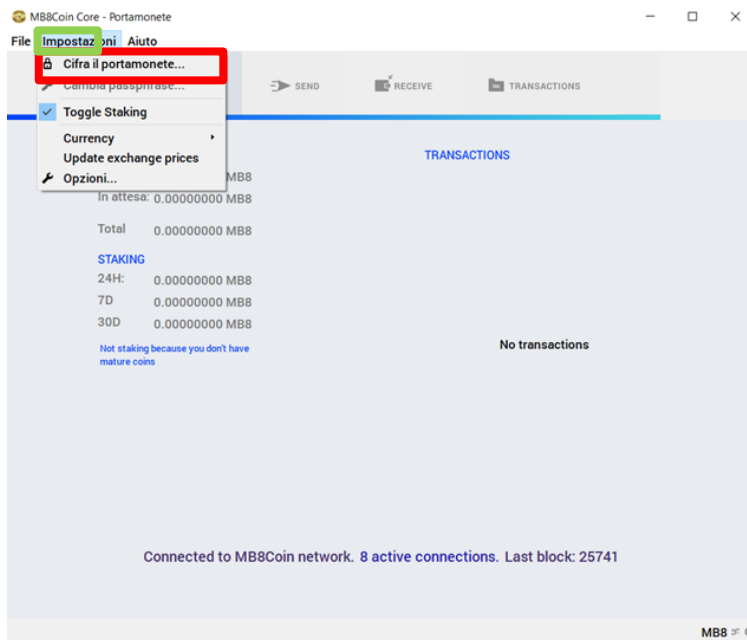 MB8Coin Core - Portamonete
File Impostazioni Aiuto
Cifra il portamonete...
Cambia passphrase...
Toggle Staking
Currency
Update exchange prices
Opzioni...
SEND
RECEIVE
TRANSACTIONS
TRANSACTIONS
MB8
In attesa: 0.00000000 MB8
Total 0.00000000 MB8
STAKING
24H: 0.00000000 MB8
7D 0.00000000 MB8
30D 0.00000000 MB8
Not staking because you don't have
mature coins
No transactions
Connected to MB8Coin network. 8 active connections. Last block: 25741
MB8